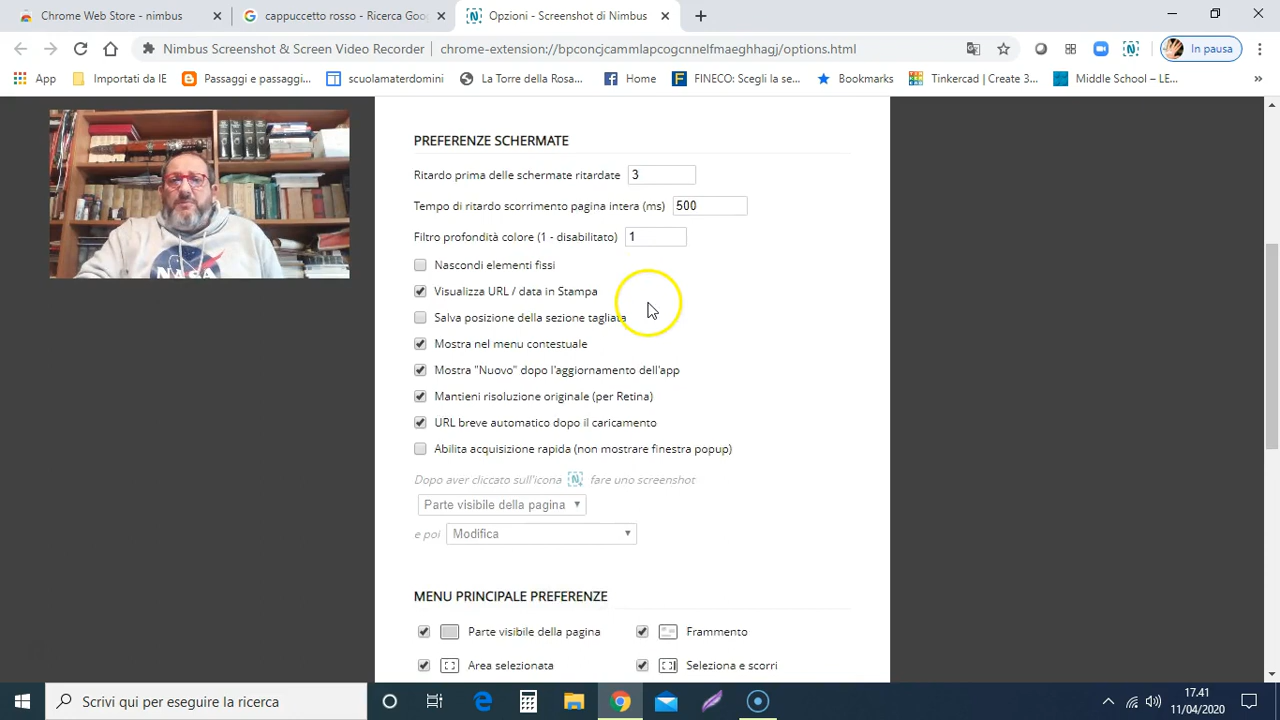 Chrome Web Store - nimbus
cappuccetto rosso - Ricerca Goo
Opzioni - Screenshot di Nimbus
Nimbus Screenshot & Screen Video Recorder | chrome-extension://bpconcjcammlapcogcnnelfmaeghhagj/options.html
In pausa
App
Importati da IE
Passaggi e passaggi...
scuolamaterdomini
La Torre della Rosa...
Home
FINECO: Scegli la se...
Bookmarks
Tinkercad | Create 3...
Middle School – LE...
»
PREFERENZE SCHERMATE
Ritardo prima delle schermate ritardate 3
Tempo di ritardo scorrimento pagina intera (ms) 500
Filtro profondità colore (1 - disabilitato) 1
Nascondi elementi fissi
Visualizza URL / data in Stampa
Salva posizione della sezione tagliata
Mostra nel menu contestuale
Mostra "Nuovo" dopo l'aggiornamento dell'app
Mantieni risoluzione originale (per Retina)
URL breve automatico dopo il caricamento
Abilita acquisizione rapida (non mostrare finestra popup)
Dopo aver cliccato sull'icona N fare uno screenshot
Parte visibile della pagina
e poi Modifica
MENU PRINCIPALE PREFERENZE
Parte visibile della pagina
Frammento
Area selezionata
Seleziona e scorri
NASA
Scrivi qui per eseguire la ricerca
17.41
11/04/2020